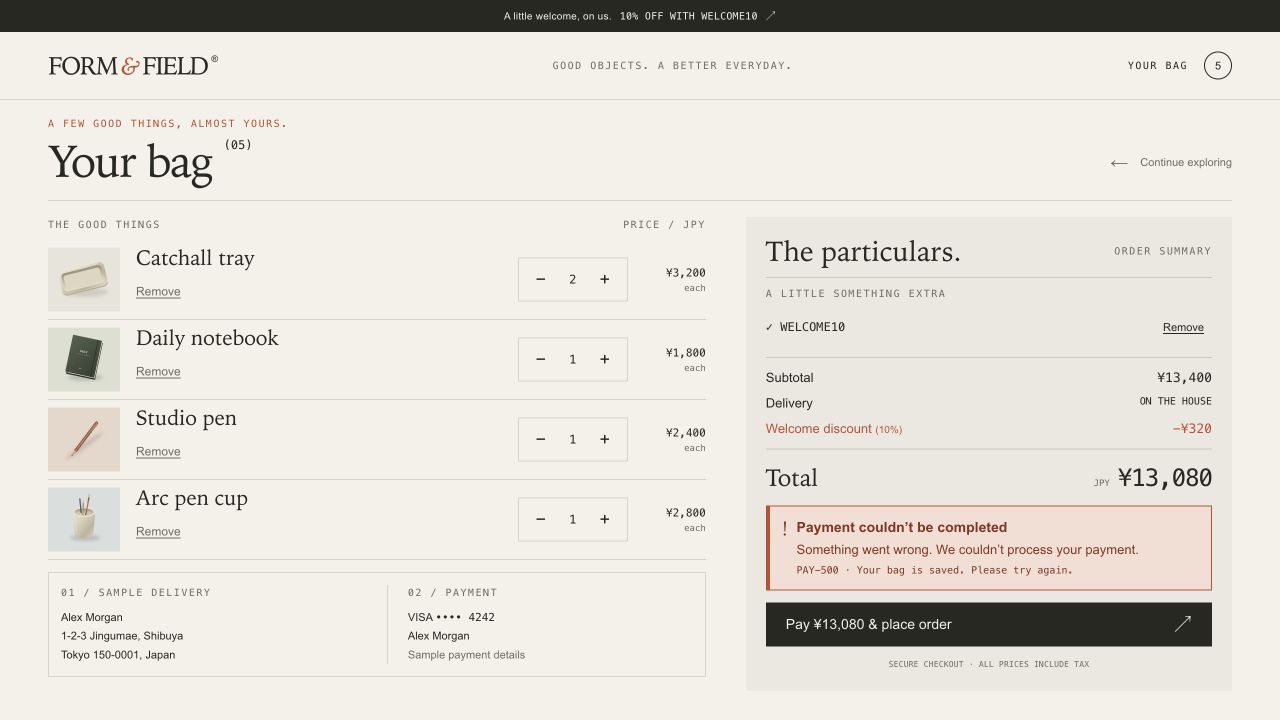 A little welcome, on us. 10% OFF WITH WELCOME10 ↗
FORM & FIELD ®
GOOD OBJECTS. A BETTER EVERYDAY.
YOUR BAG 5
A FEW GOOD THINGS, ALMOST YOURS.
Your bag (05)
← Continue exploring
THE GOOD THINGS
PRICE / JPY
Catchall tray
Remove
− 2 +
¥3,200
each
Daily notebook
Remove
− 1 +
¥1,800
each
Studio pen
Remove
− 1 +
¥2,400
each
Arc pen cup
Remove
− 1 +
¥2,800
each
01 / SAMPLE DELIVERY
Alex Morgan
1-2-3 Jingumae, Shibuya
Tokyo 150-0001, Japan
02 / PAYMENT
VISA •••• 4242
Alex Morgan
Sample payment details
The particulars.
ORDER SUMMARY
A LITTLE SOMETHING EXTRA
✓ WELCOME10 Remove
Subtotal ¥13,400
Delivery ON THE HOUSE
Welcome discount (10%) −¥320
Total JPY ¥13,080
! Payment couldn’t be completed
Something went wrong. We couldn’t process your payment.
PAY–500 · Your bag is saved. Please try again.
Pay ¥13,080 & place order ↗
SECURE CHECKOUT · ALL PRICES INCLUDE TAX